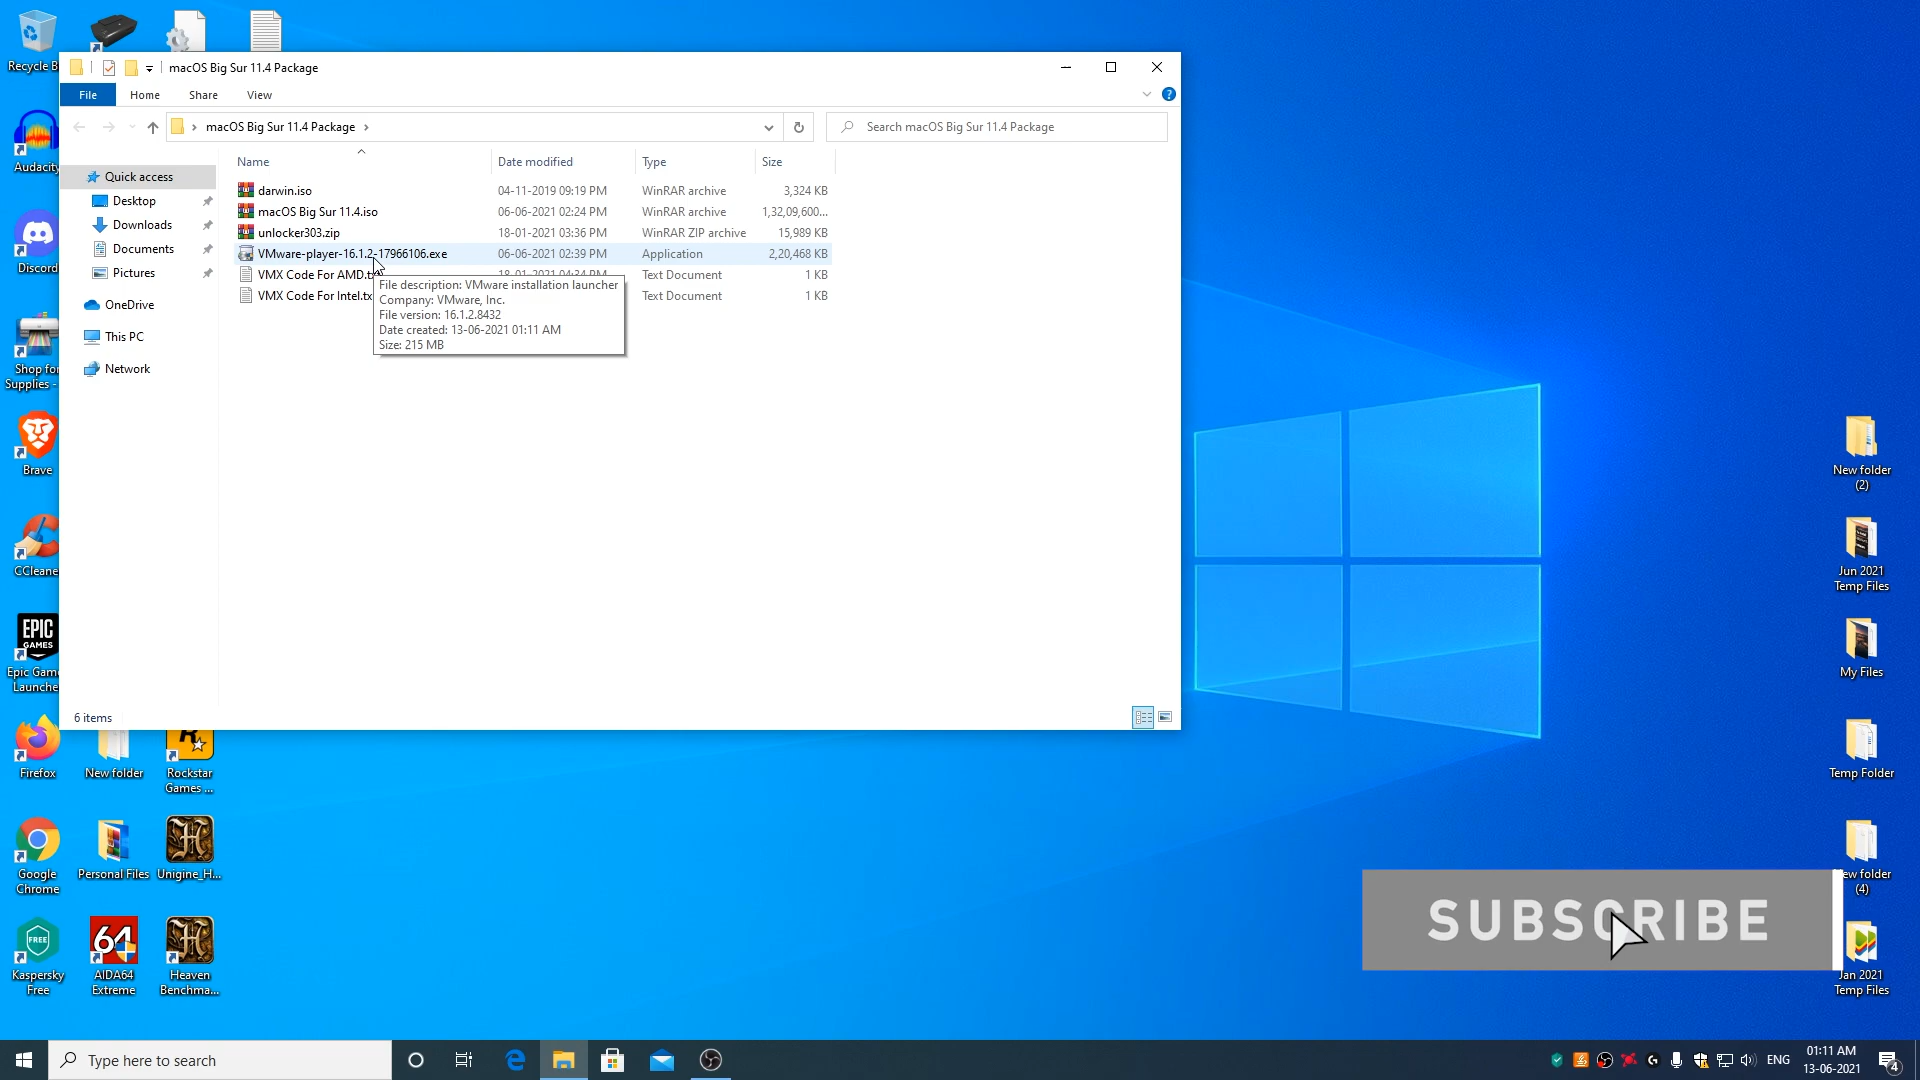 macOS Big Sur 11.4 Package
File Home Share View
macOS Big Sur 11.4 Package
Search macOS Big Sur 11.4 Package
Name Date modified Type Size
Quick access
Desktop
Downloads
Documents
Pictures
OneDrive
This PC
Network
darwin.iso 04-11-2019 09:19 PM WinRAR archive 3,324 KB
macOS Big Sur 11.4.iso 06-06-2021 02:24 PM WinRAR archive 1,32,09,600...
unlocker303.zip 18-01-2021 03:36 PM WinRAR ZIP archive 15,989 KB
VMware-player-16.1.2-17966106.exe 06-06-2021 02:39 PM Application 2,20,468 KB
VMX Code For AMD.t 18-01-2021 04:34 PM Text Document 1 KB
VMX Code For Intel.tx Text Document 1 KB
File description: VMware installation launcher
Company: VMware, Inc.
File version: 16.1.2.8432
Date created: 13-06-2021 01:11 AM
Size: 215 MB
6 items
Recycle B
Audacity
Discord
Shop for
Supplies -
Brave
CCleane
EPIC
GAMES
Epic Game
Launche
Firefox
New folder
Rockstar
Games ...
Google
Chrome
Personal Files
Unigine_H...
Kaspersky
Free
FREE
64
AIDA64
Extreme
Heaven
Benchma...
New folder
(2)
Jun 2021
Temp Files
My Files
Temp Folder
ew folder
(4)
Jan 2021
Temp Files
SUBSCRIBE
Type here to search
ENG
01:11 AM
13-06-2021
4